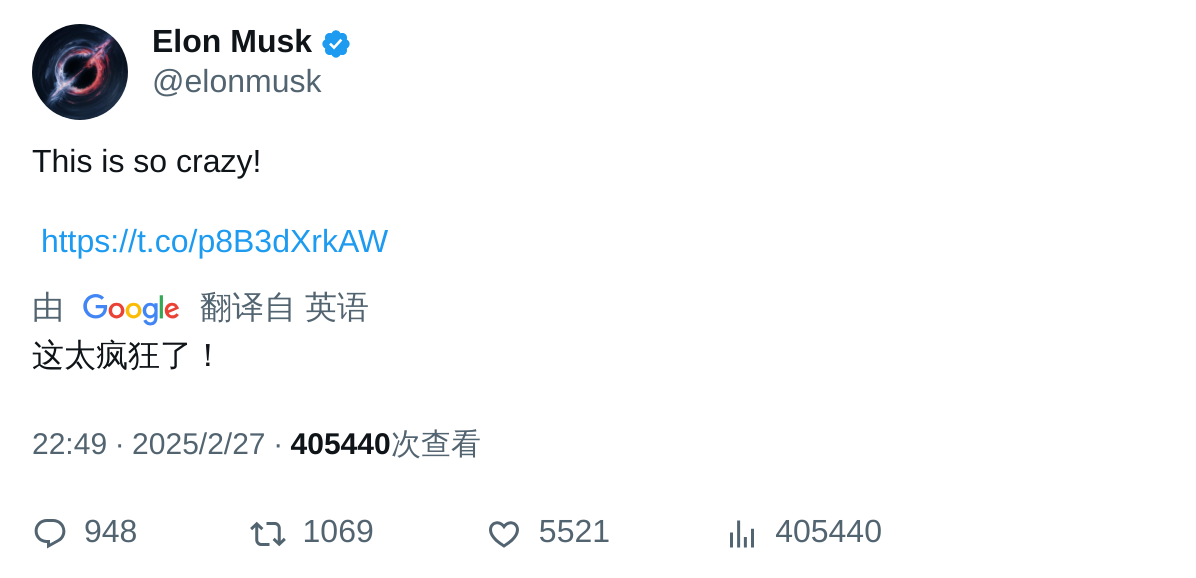 Elon Musk
@elonmusk
This is so crazy!
https://t.co/p8B3dXrkAW
由 Google 翻译自 英语
这太疯狂了！
22:49 · 2025/2/27 · 405440次查看
948 1069 5521 405440